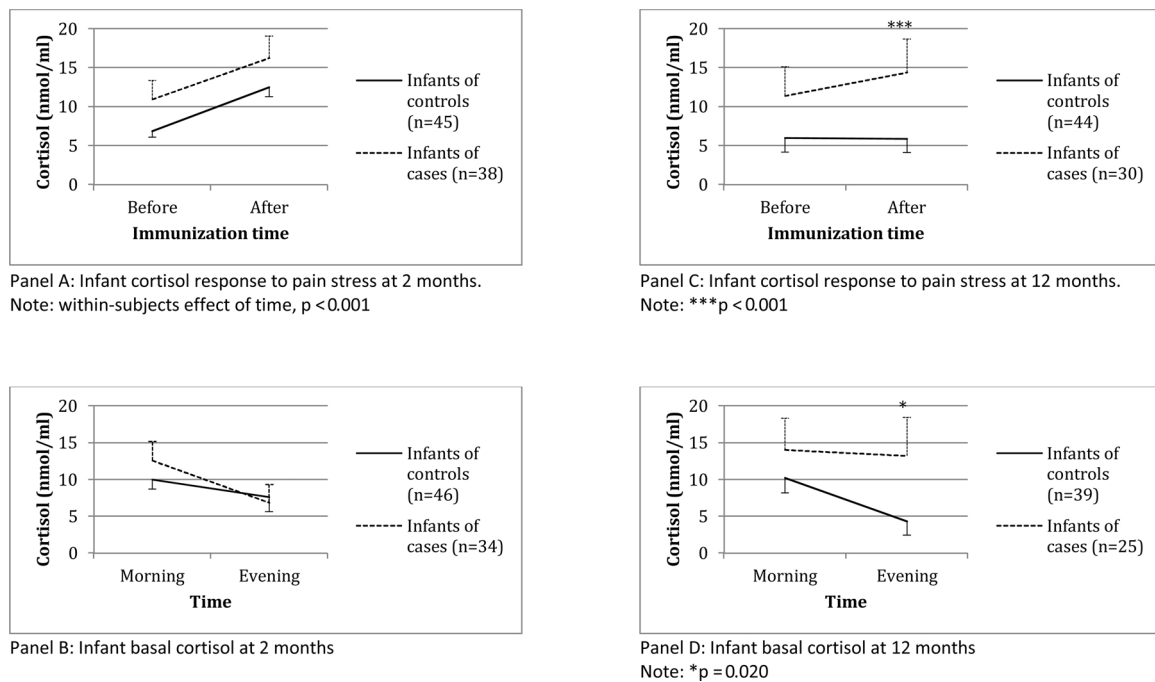 20
15
10
5
0
Cortisol (nmol/ml)
Before
After
Immunization time
Infants of
controls
(n=45)
Infants of
cases (n=38)
Panel A: Infant cortisol response to pain stress at 2 months.
Note: within-subjects effect of time, p < 0.001
20
15
10
5
0
Cortisol (nmol/ml)
***
Before
After
Immunization time
Infants of
controls
(n=44)
Infants of
cases (n=30)
Panel C: Infant cortisol response to pain stress at 12 months.
Note: ***p < 0.001
20
15
10
5
0
Cortisol (nmol/ml)
Morning
Evening
Time
Infants of
controls
(n=46)
Infants of
cases (n=34)
Panel B: Infant basal cortisol at 2 months
20
15
10
5
0
Cortisol (nmol/ml)
*
Morning
Evening
Time
Infants of
controls
(n=39)
Infants of
cases (n=25)
Panel D: Infant basal cortisol at 12 months
Note: *p = 0.020